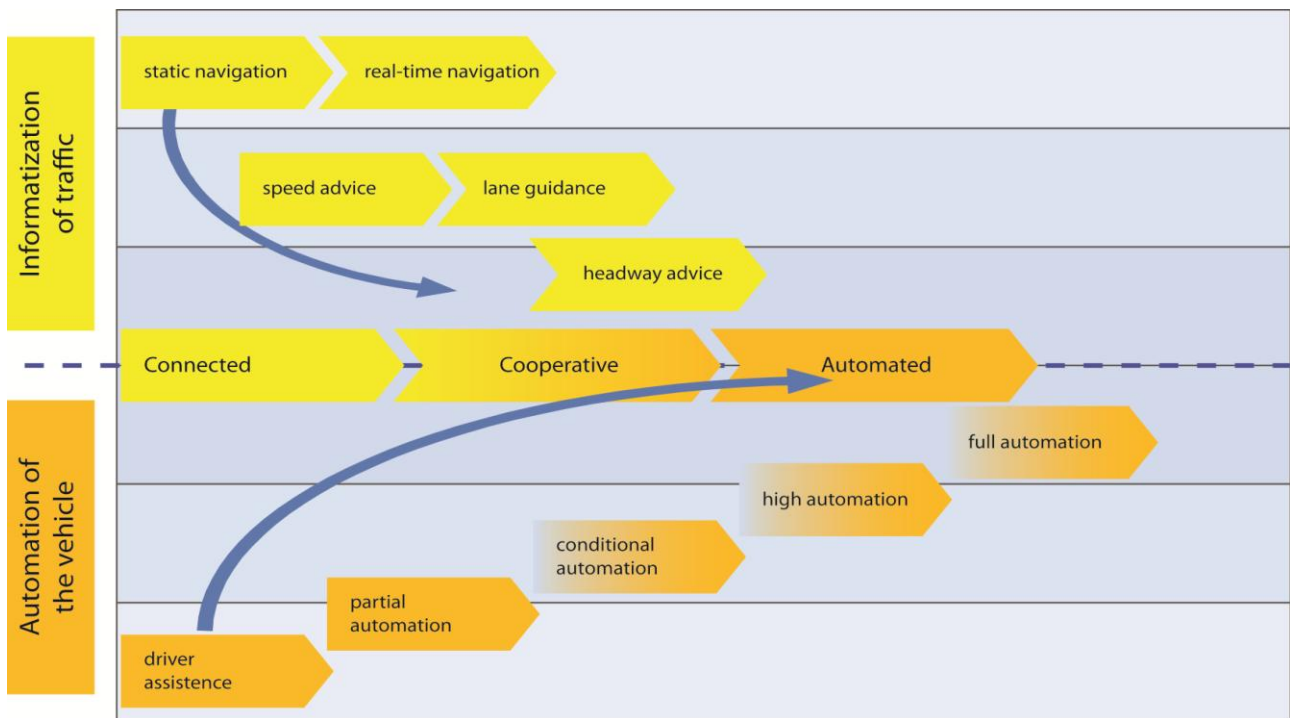 Informatization
of traffic
static navigation
real-time navigation
speed advice
lane guidance
headway advice
Connected
Cooperative
Automated
Automation of
the vehicle
full automation
high automation
conditional
automation
partial
automation
driver
assistence